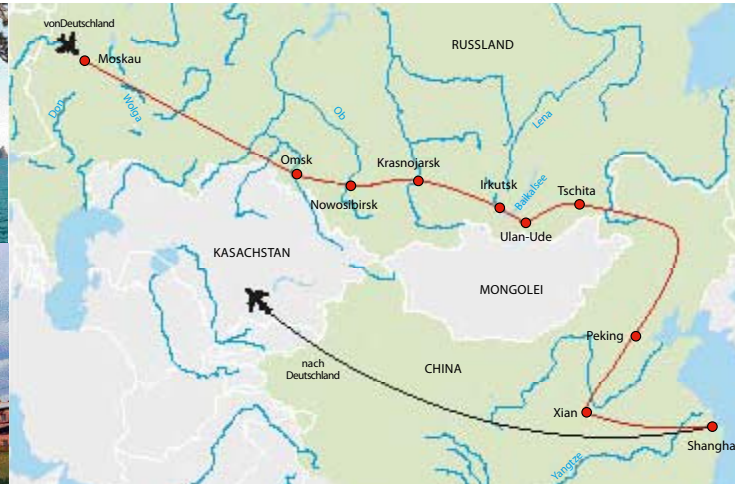 vonDeutschland
Moskau
RUSSLAND
Don
Wolga
Ob
Lena
Omsk
Nowosibirsk
Krasnojarsk
Irkutsk
Baikalsee
Tschita
Ulan-Ude
KASACHSTAN
MONGOLEI
Peking
nach
Deutschland
CHINA
Xian
Shangha
Yangtze